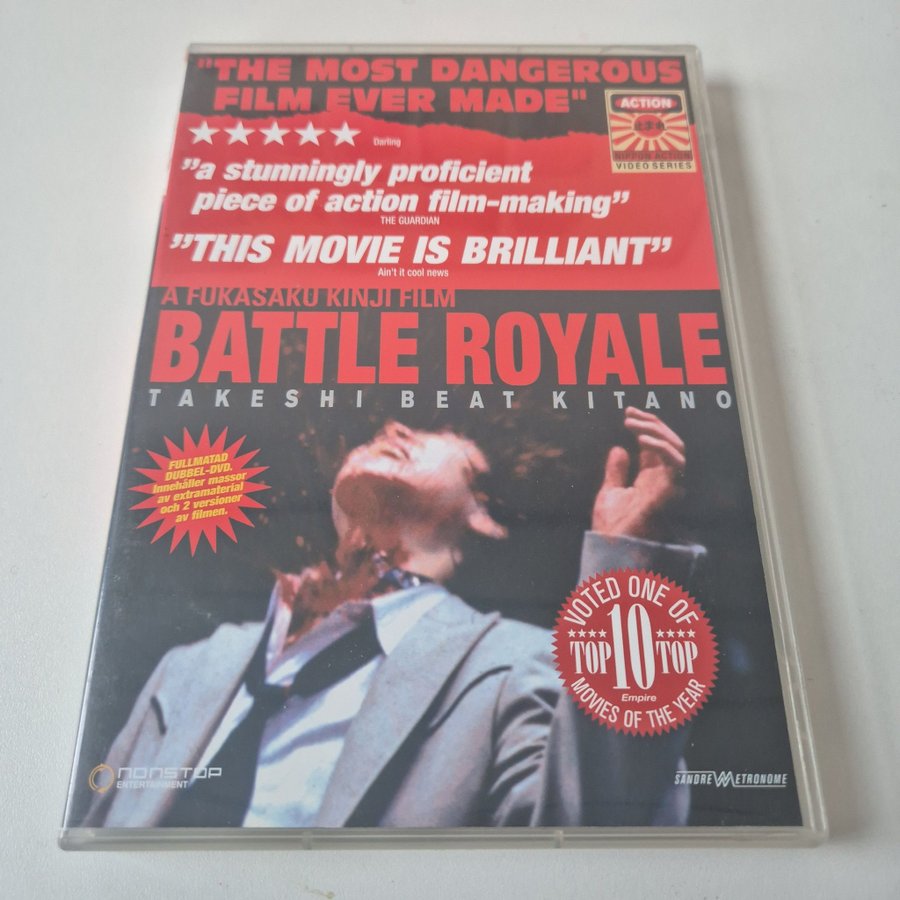 "THE MOST DANGEROUS
FILM EVER MADE"
ACTION
NIPPON ACTION
VIDEO SERIES
Darling
"a stunningly proficient
piece of action film-making"
THE GUARDIAN
"THIS MOVIE IS BRILLIANT"
Ain't it cool news
A FUKASAKU KINJI FILM
BATTLE ROYALE
TAKESHI BEAT KITANO
FULLMATAD
DUBBEL-DVD.
Innehåller massor
av extramaterial
och 2 versioner
av filmen.
VOTED ONE OF
TOP 10 TOP
Empire
MOVIES OF THE YEAR
nonstop
ENTERTAINMENT
SANDREW METRONOME